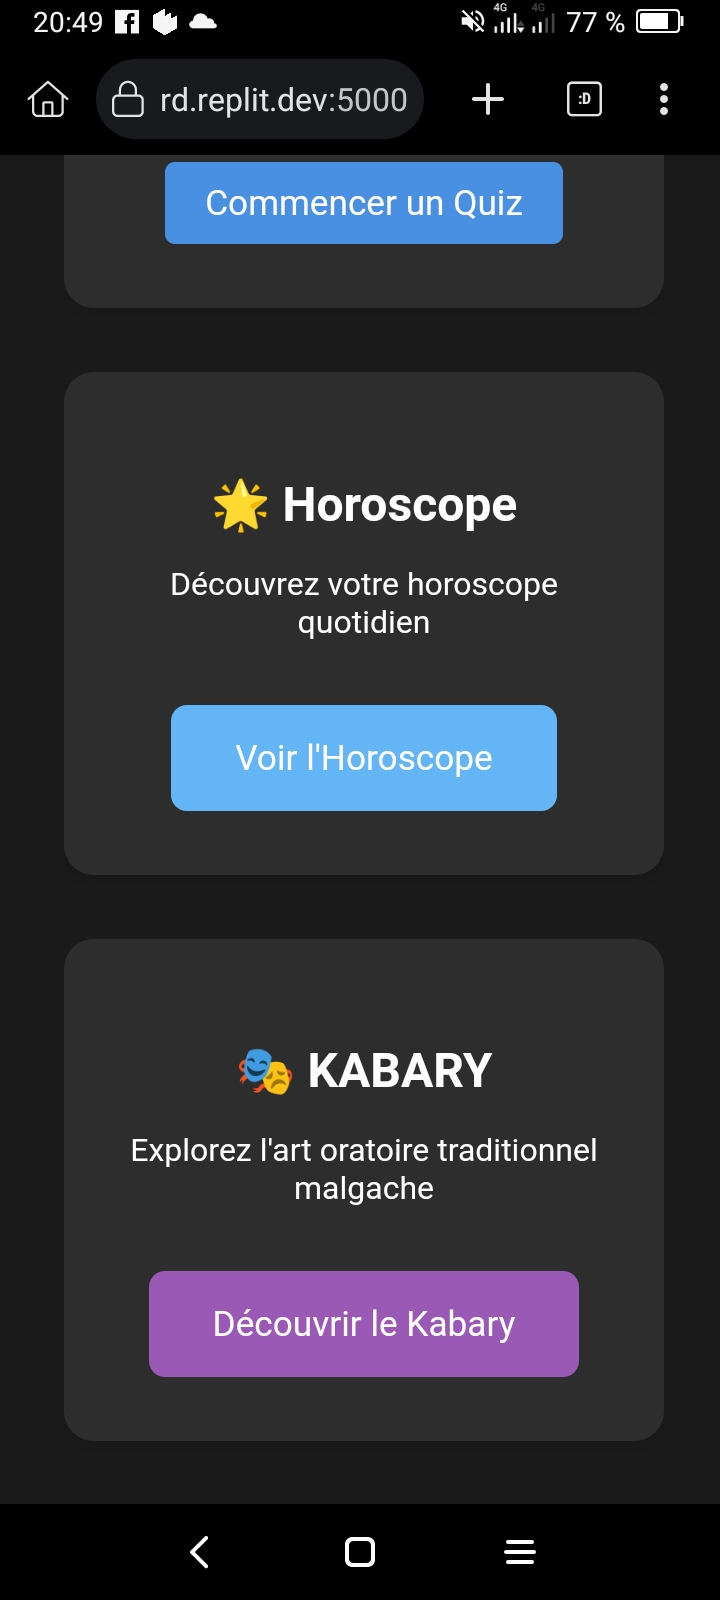 20:49
4G
4G
77 %
rd.replit.dev:5000
:D
Commencer un Quiz
🌟 Horoscope
Découvrez votre horoscope
quotidien
Voir l'Horoscope
🎭 KABARY
Explorez l'art oratoire traditionnel
malgache
Découvrir le Kabary